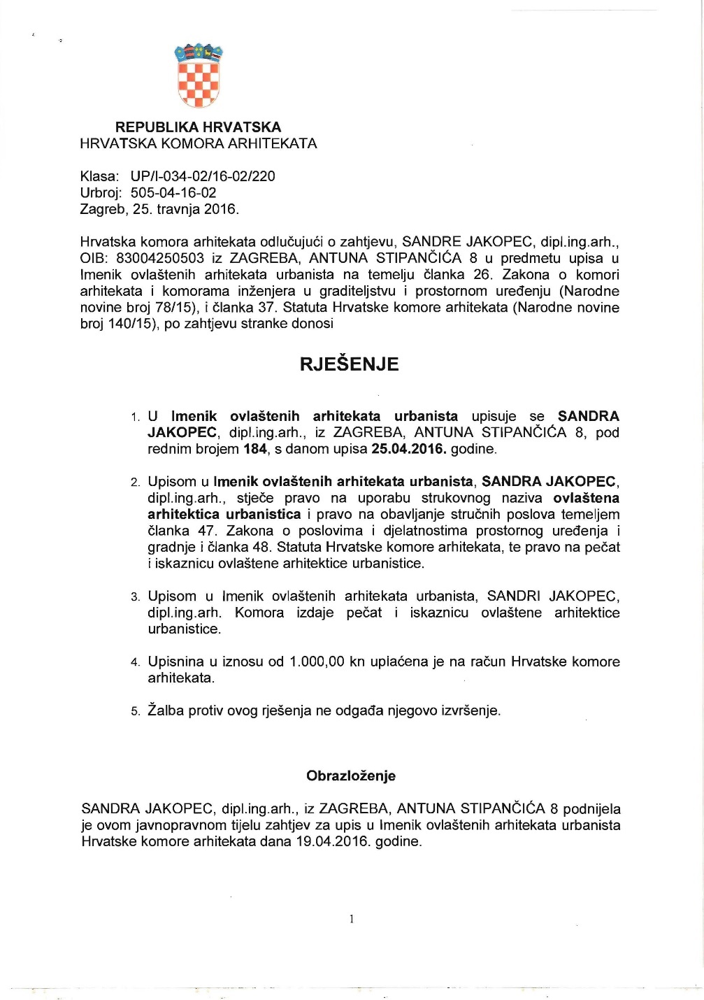 REPUBLIKA HRVATSKA
HRVATSKA KOMORA ARHITEKATA
Klasa: UP/I-034-02/16-02/220
Urbroj: 505-04-16-02
Zagreb, 25. travnja 2016.
Hrvatska komora arhitekata odlučujući o zahtjevu, SANDRE JAKOPEC, dipl.ing.arh.,
OIB: 83004250503 iz ZAGREBA, ANTUNA STIPANČIĆA 8 u predmetu upisa u
Imenik ovlaštenih arhitekata urbanista na temelju članka 26. Zakona o komori
arhitekata i komorama inženjera u graditeljstvu i prostornom uređenju (Narodne
novine broj 78/15), i članka 37. Statuta Hrvatske komore arhitekata (Narodne novine
broj 140/15), po zahtjevu stranke donosi
RJEŠENJE
1. U Imenik ovlaštenih arhitekata urbanista upisuje se SANDRA
JAKOPEC, dipl.ing.arh., iz ZAGREBA, ANTUNA STIPANČIĆA 8, pod
rednim brojem 184, s danom upisa 25.04.2016. godine.
2. Upisom u Imenik ovlaštenih arhitekata urbanista, SANDRA JAKOPEC,
dipl.ing.arh., stječe pravo na uporabu strukovnog naziva ovlaštena
arhitektica urbanistica i pravo na obavljanje stručnih poslova temeljem
članka 47. Zakona o poslovima i djelatnostima prostornog uređenja i
gradnje i članka 48. Statuta Hrvatske komore arhitekata, te pravo na pečat
i iskaznicu ovlaštene arhitektice urbanistice.
3. Upisom u Imenik ovlaštenih arhitekata urbanista, SANDRI JAKOPEC,
dipl.ing.arh. Komora izdaje pečat i iskaznicu ovlaštene arhitektice
urbanistice.
4. Upisnina u iznosu od 1.000,00 kn uplaćena je na račun Hrvatske komore
arhitekata.
5. Žalba protiv ovog rješenja ne odgađa njegovo izvršenje.
Obrazloženje
SANDRA JAKOPEC, dipl.ing.arh., iz ZAGREBA, ANTUNA STIPANČIĆA 8 podnijela
je ovom javnopravnom tijelu zahtjev za upis u Imenik ovlaštenih arhitekata urbanista
Hrvatske komore arhitekata dana 19.04.2016. godine.
1